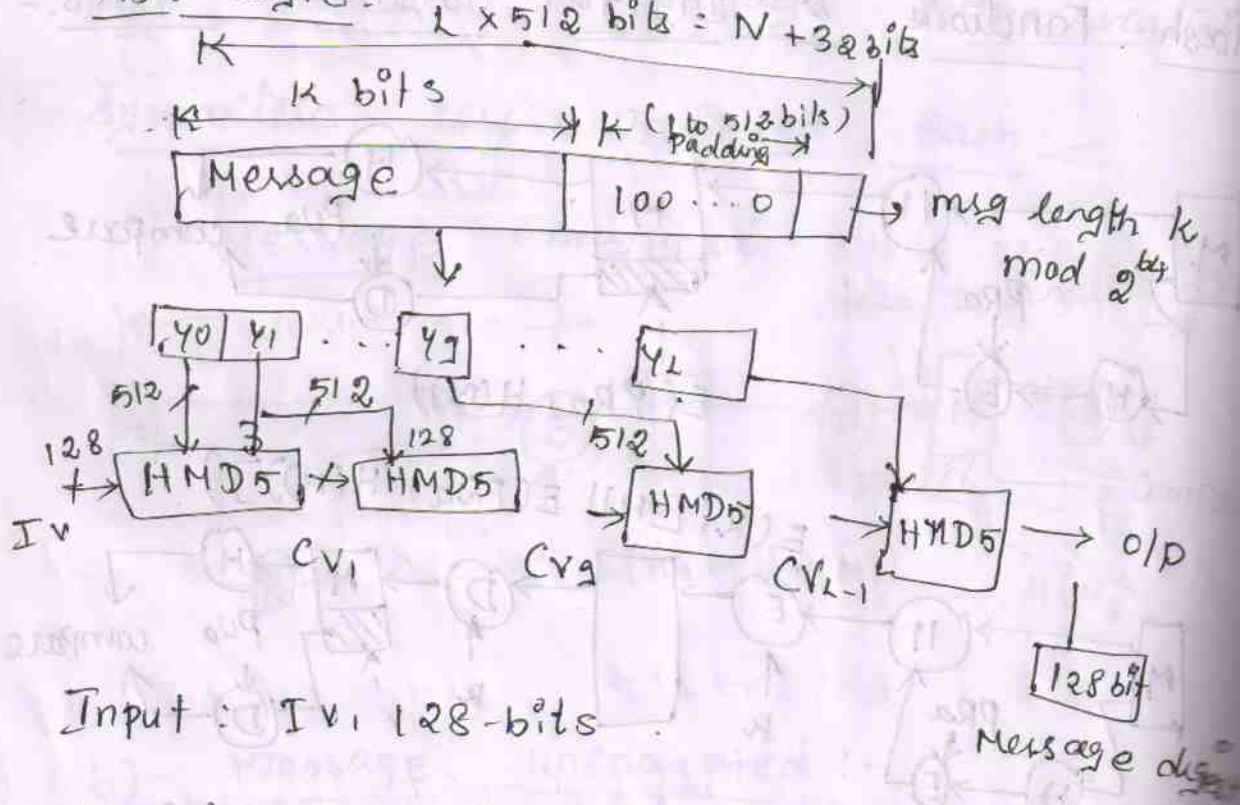 L × 512 bits = N + 32 bits
K bits
K (1 to 512 bits)
padding
Message 100 . . . 0
msg length K
mod 2^64
Y0 Y1 . . . Yq . . . YL
512 512 512
128 128
HMD5 HMD5 HMD5 HMD5 O/P
IV CV1 CVq CVL-1
128 bit
Input : IV, 128-bits
Message